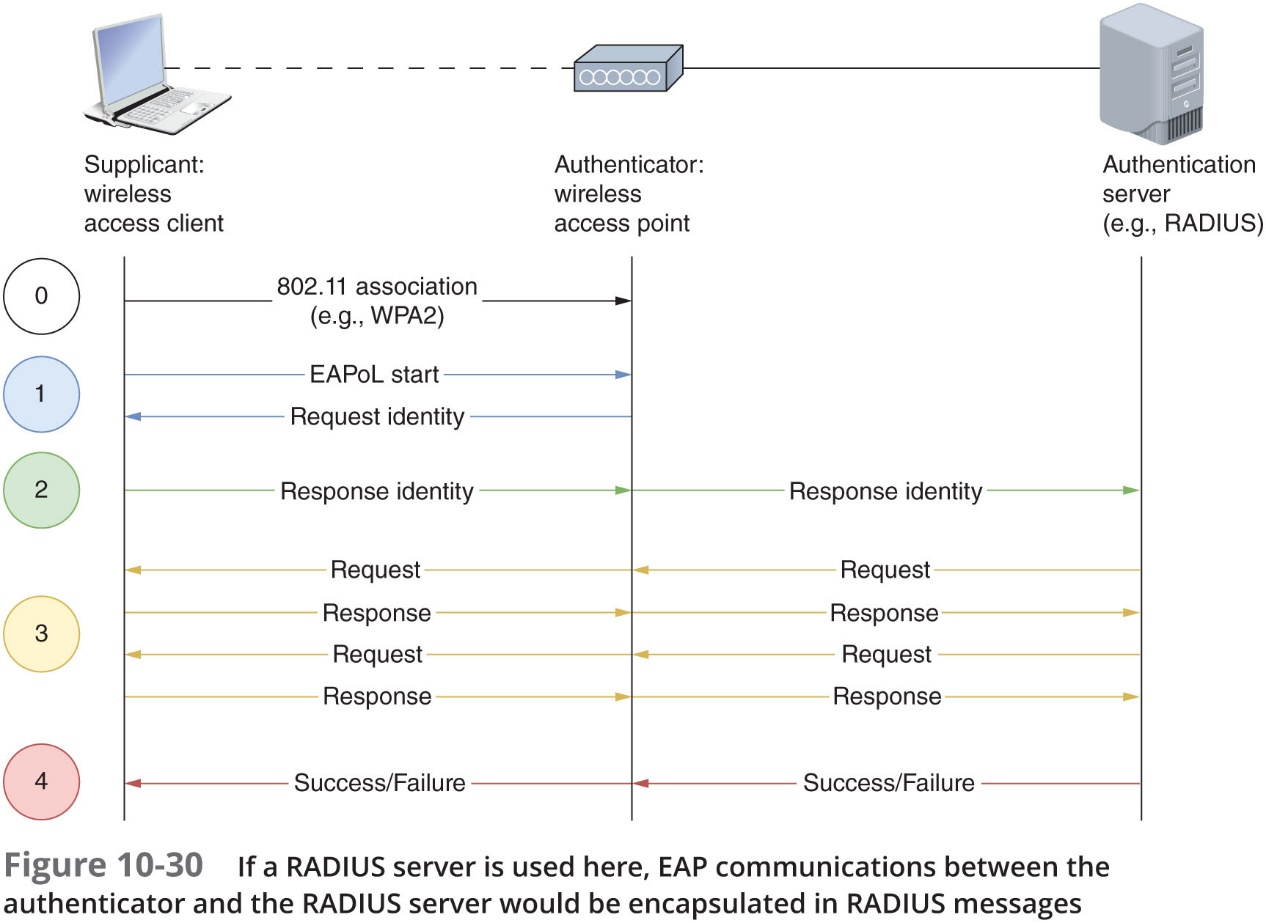 Supplicant:
wireless
access client
Authenticator:
wireless
access point
Authentication
server
(e.g., RADIUS)
0
802.11 association
(e.g., WPA2)
1
EAPoL start
Request identity
2
Response identity
Response identity
3
Request
Request
Response
Response
Request
Request
Response
Response
4
Success/Failure
Success/Failure
Figure 10-30 If a RADIUS server is used here, EAP communications between the
authenticator and the RADIUS server would be encapsulated in RADIUS messages